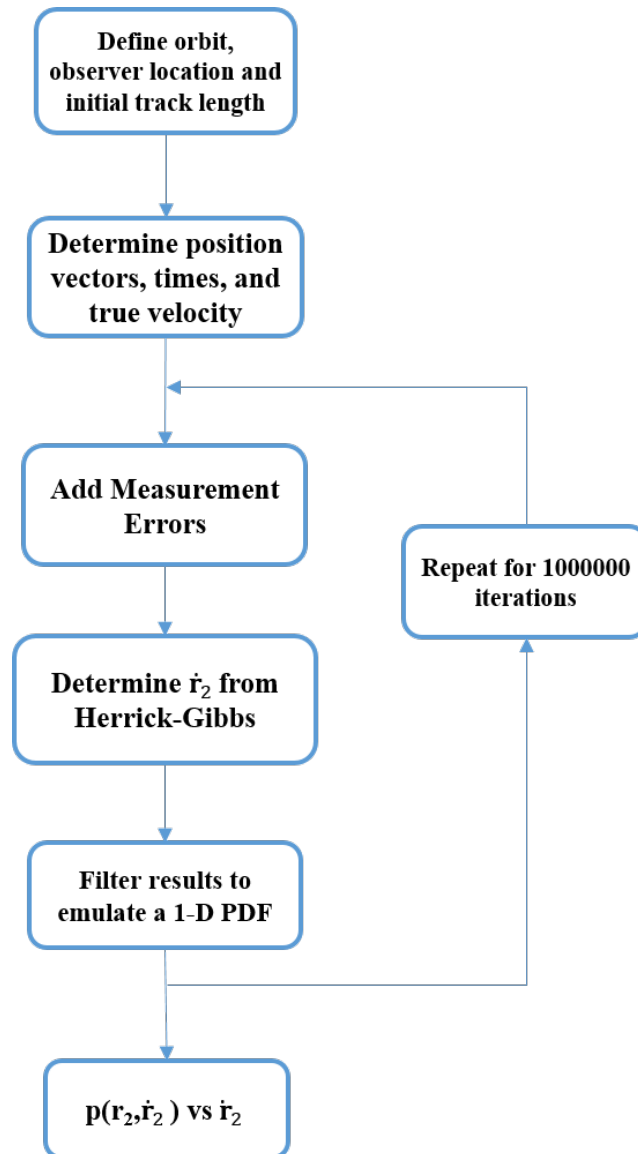 Define orbit,
observer location and
initial track length
Determine position
vectors, times, and
true velocity
Add Measurement
Errors
Repeat for 1000000
iterations
Determine ṙ₂ from
Herrick-Gibbs
Filter results to
emulate a 1-D PDF
p(r₂,ṙ₂ ) vs ṙ₂